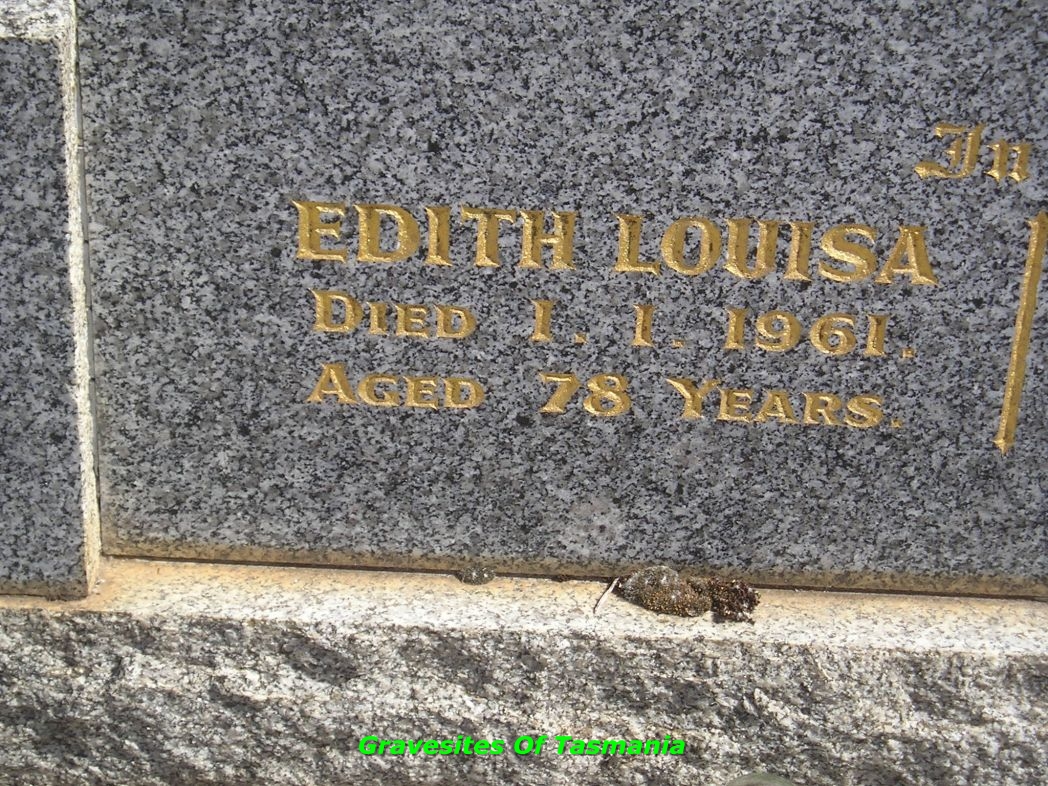 In
EDITH LOUISA
DIED 1. 1. 1961.
AGED 78 YEARS.
Gravesites Of Tasmania